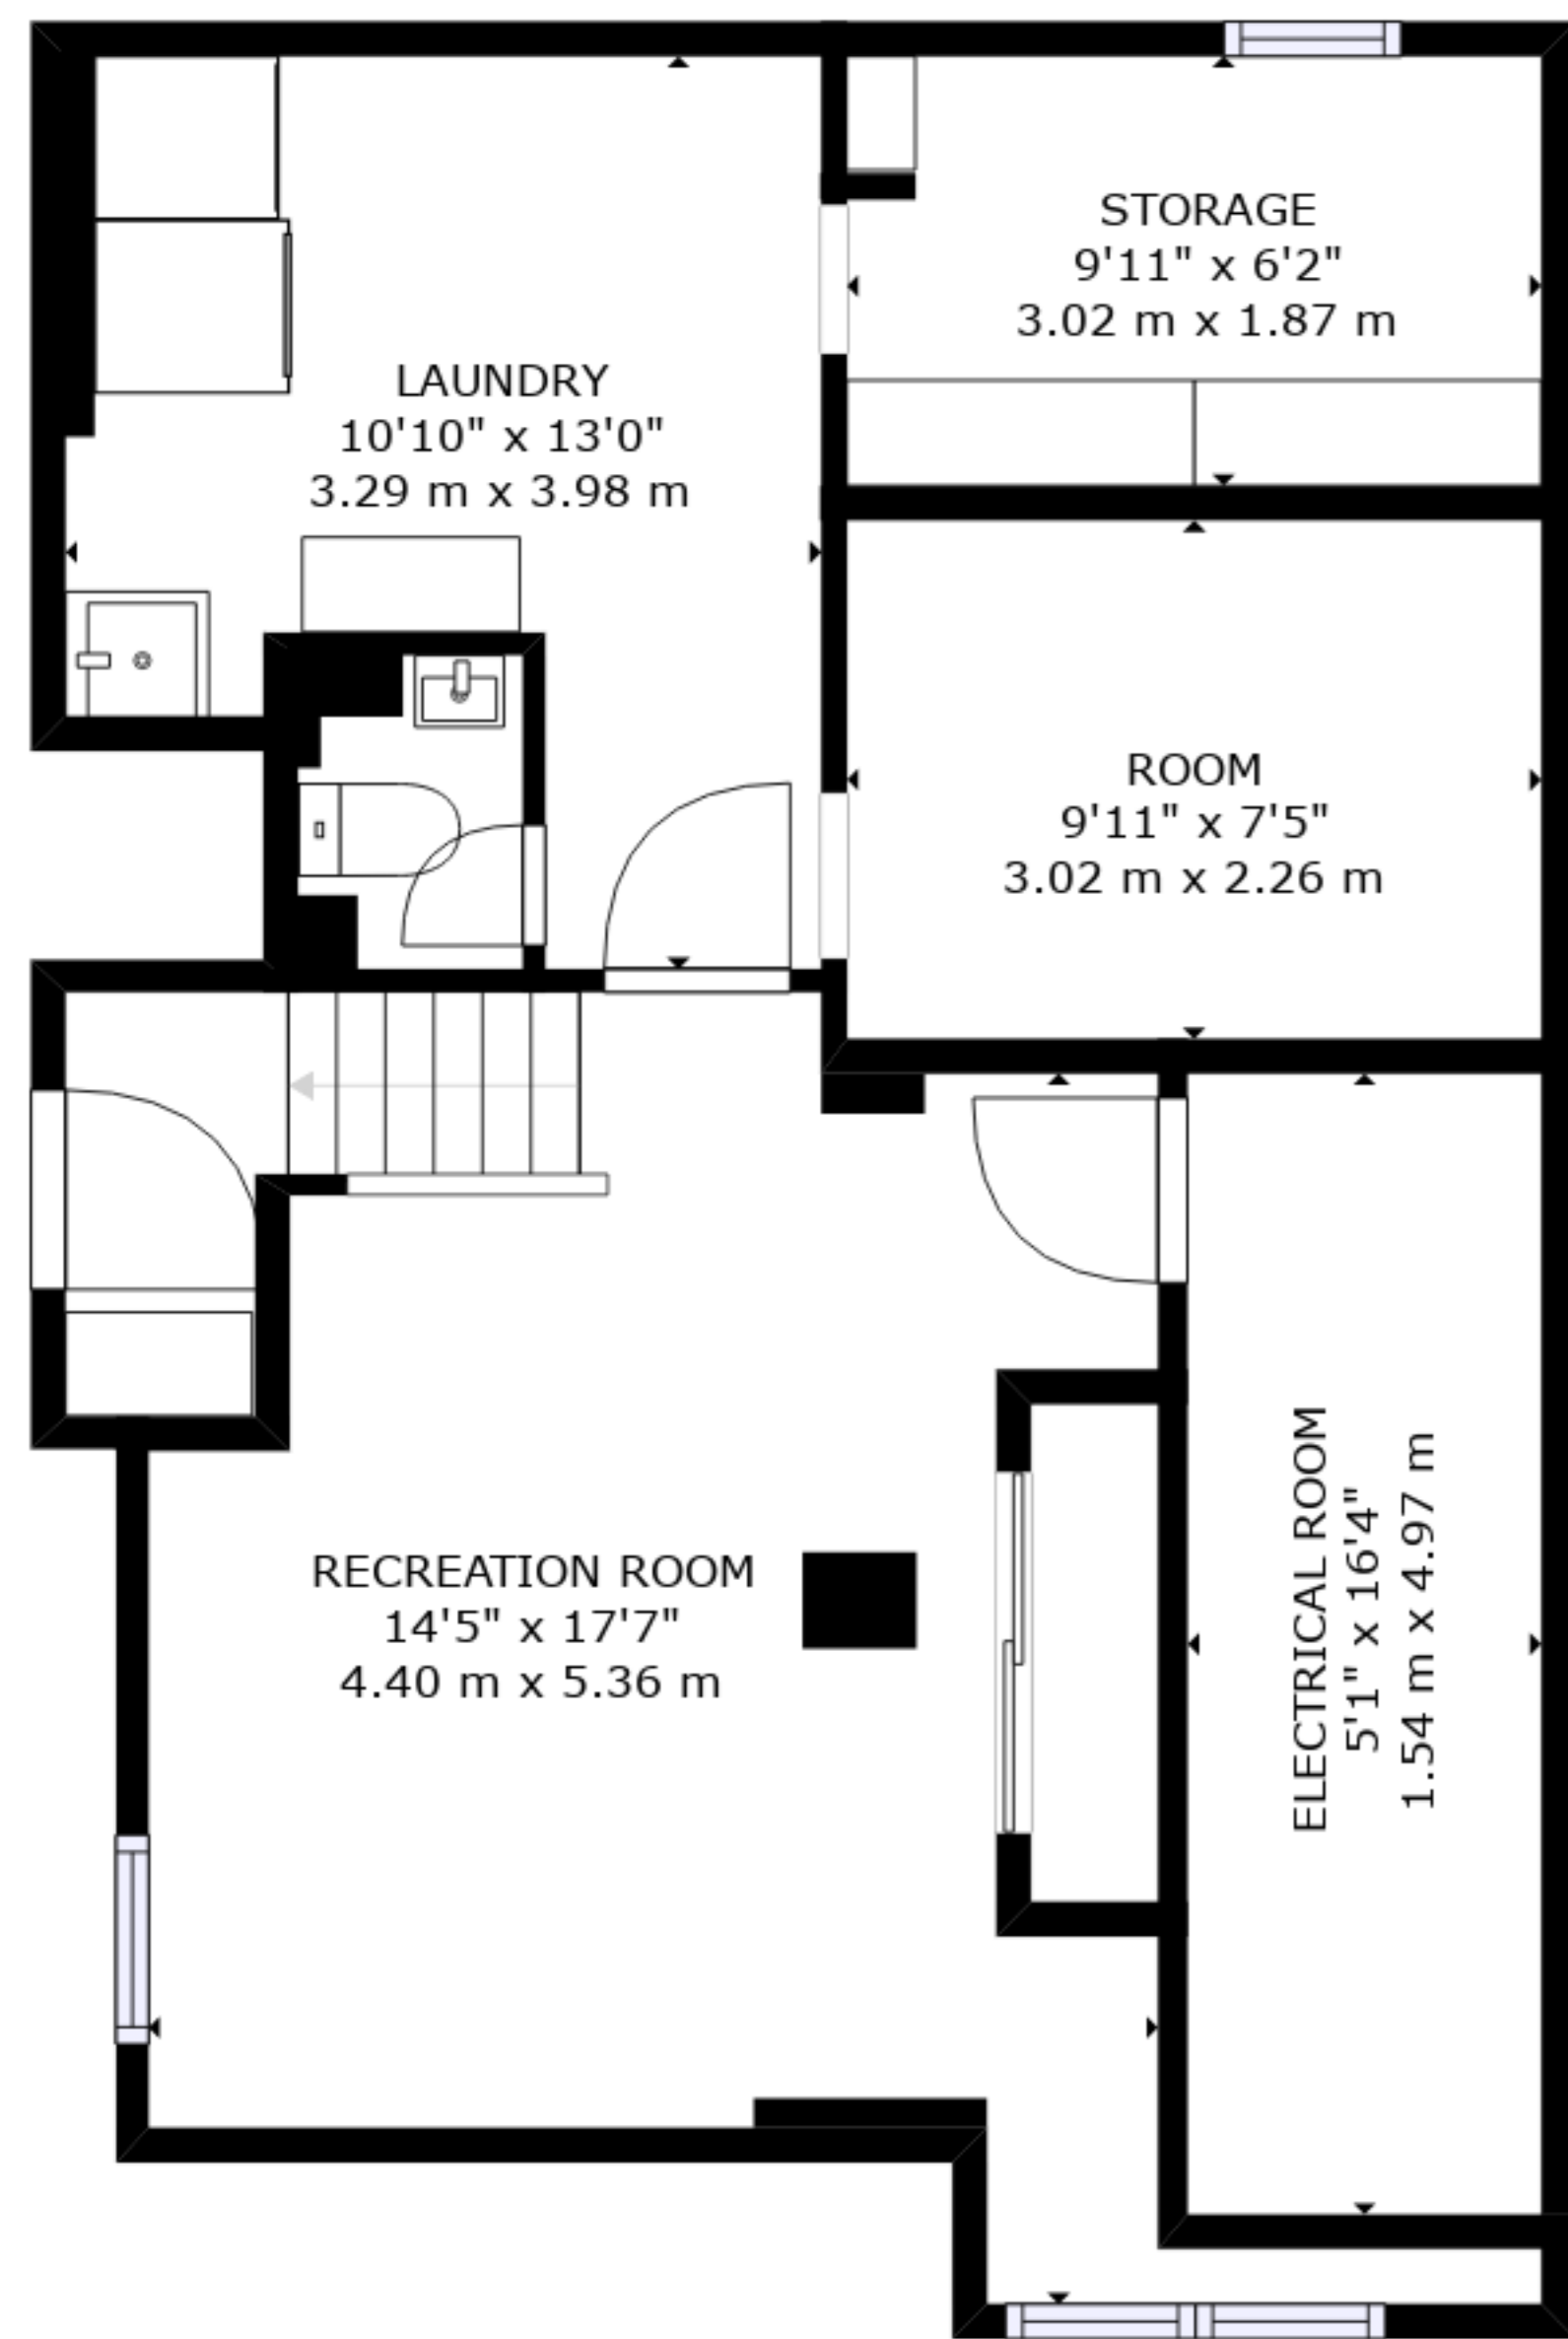 STORAGE
9'11" x 6'2"
3.02 m x 1.87 m
LAUNDRY
10'10" x 13'0"
3.29 m x 3.98 m
ROOM
9'11" x 7'5"
3.02 m x 2.26 m
RECREATION ROOM
14'5" x 17'7"
4.40 m x 5.36 m
ELECTRICAL ROOM
5'1" x 16'4"
1.54 m x 4.97 m